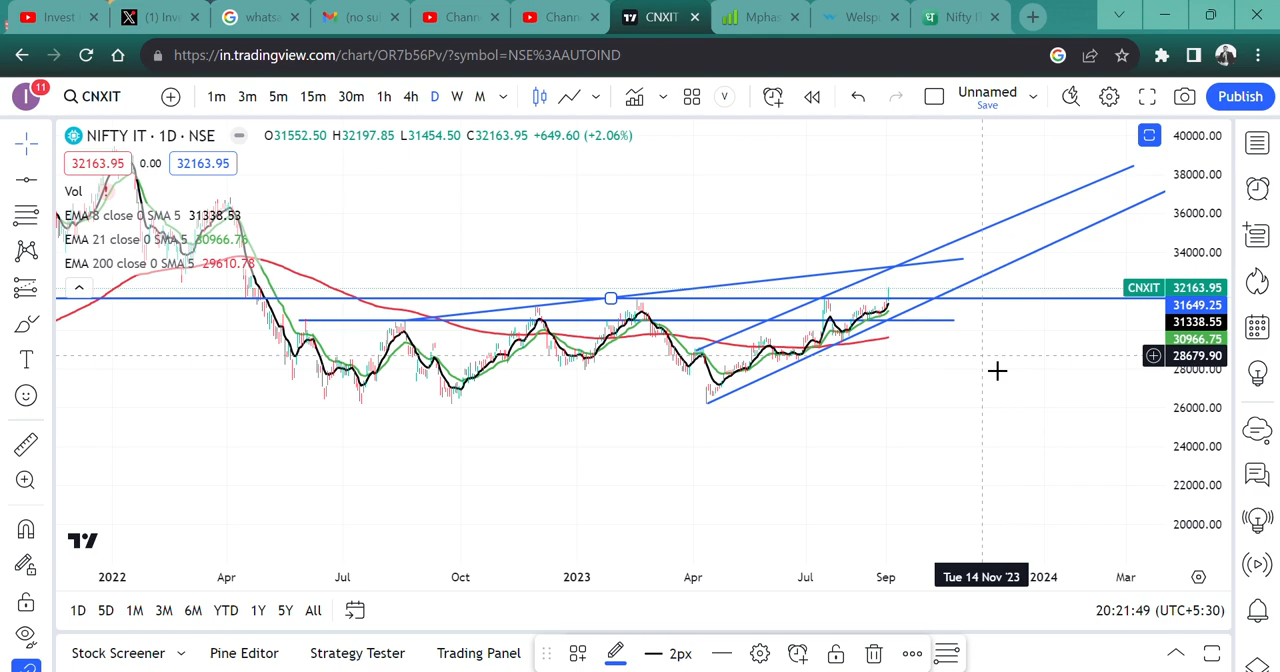 Invest
(1) Inv
whats
(no su
Chann
Chann
CNXIT
Mphas
Welsp
Nifty I
https://in.tradingview.com/chart/OR7b56Pv/?symbol=NSE%3AAUTOIND
I 11 CNXIT 1m 3m 5m 15m 30m 1h 4h D W M V Unnamed Save Publish
NIFTY IT · 1D · NSE O31552.50 H32197.85 L31454.50 C32163.95 +649.60 (+2.06%)
32163.95 0.00 32163.95
Vol
EMA 8 close 0 SMA 5 31338.53
EMA 21 close 0 SMA 5 30966.76
EMA 200 close 0 SMA 5 29610.78
40000.00
38000.00
36000.00
34000.00
CNXIT 32163.95
31649.25
31338.55
30966.75
28679.90
28000.00
26000.00
24000.00
22000.00
20000.00
2022 Apr Jul Oct 2023 Apr Jul Sep Tue 14 Nov '23 2024 Mar
1D 5D 1M 3M 6M YTD 1Y 5Y All 20:21:49 (UTC+5:30)
Stock Screener Pine Editor Strategy Tester Trading Panel 2px